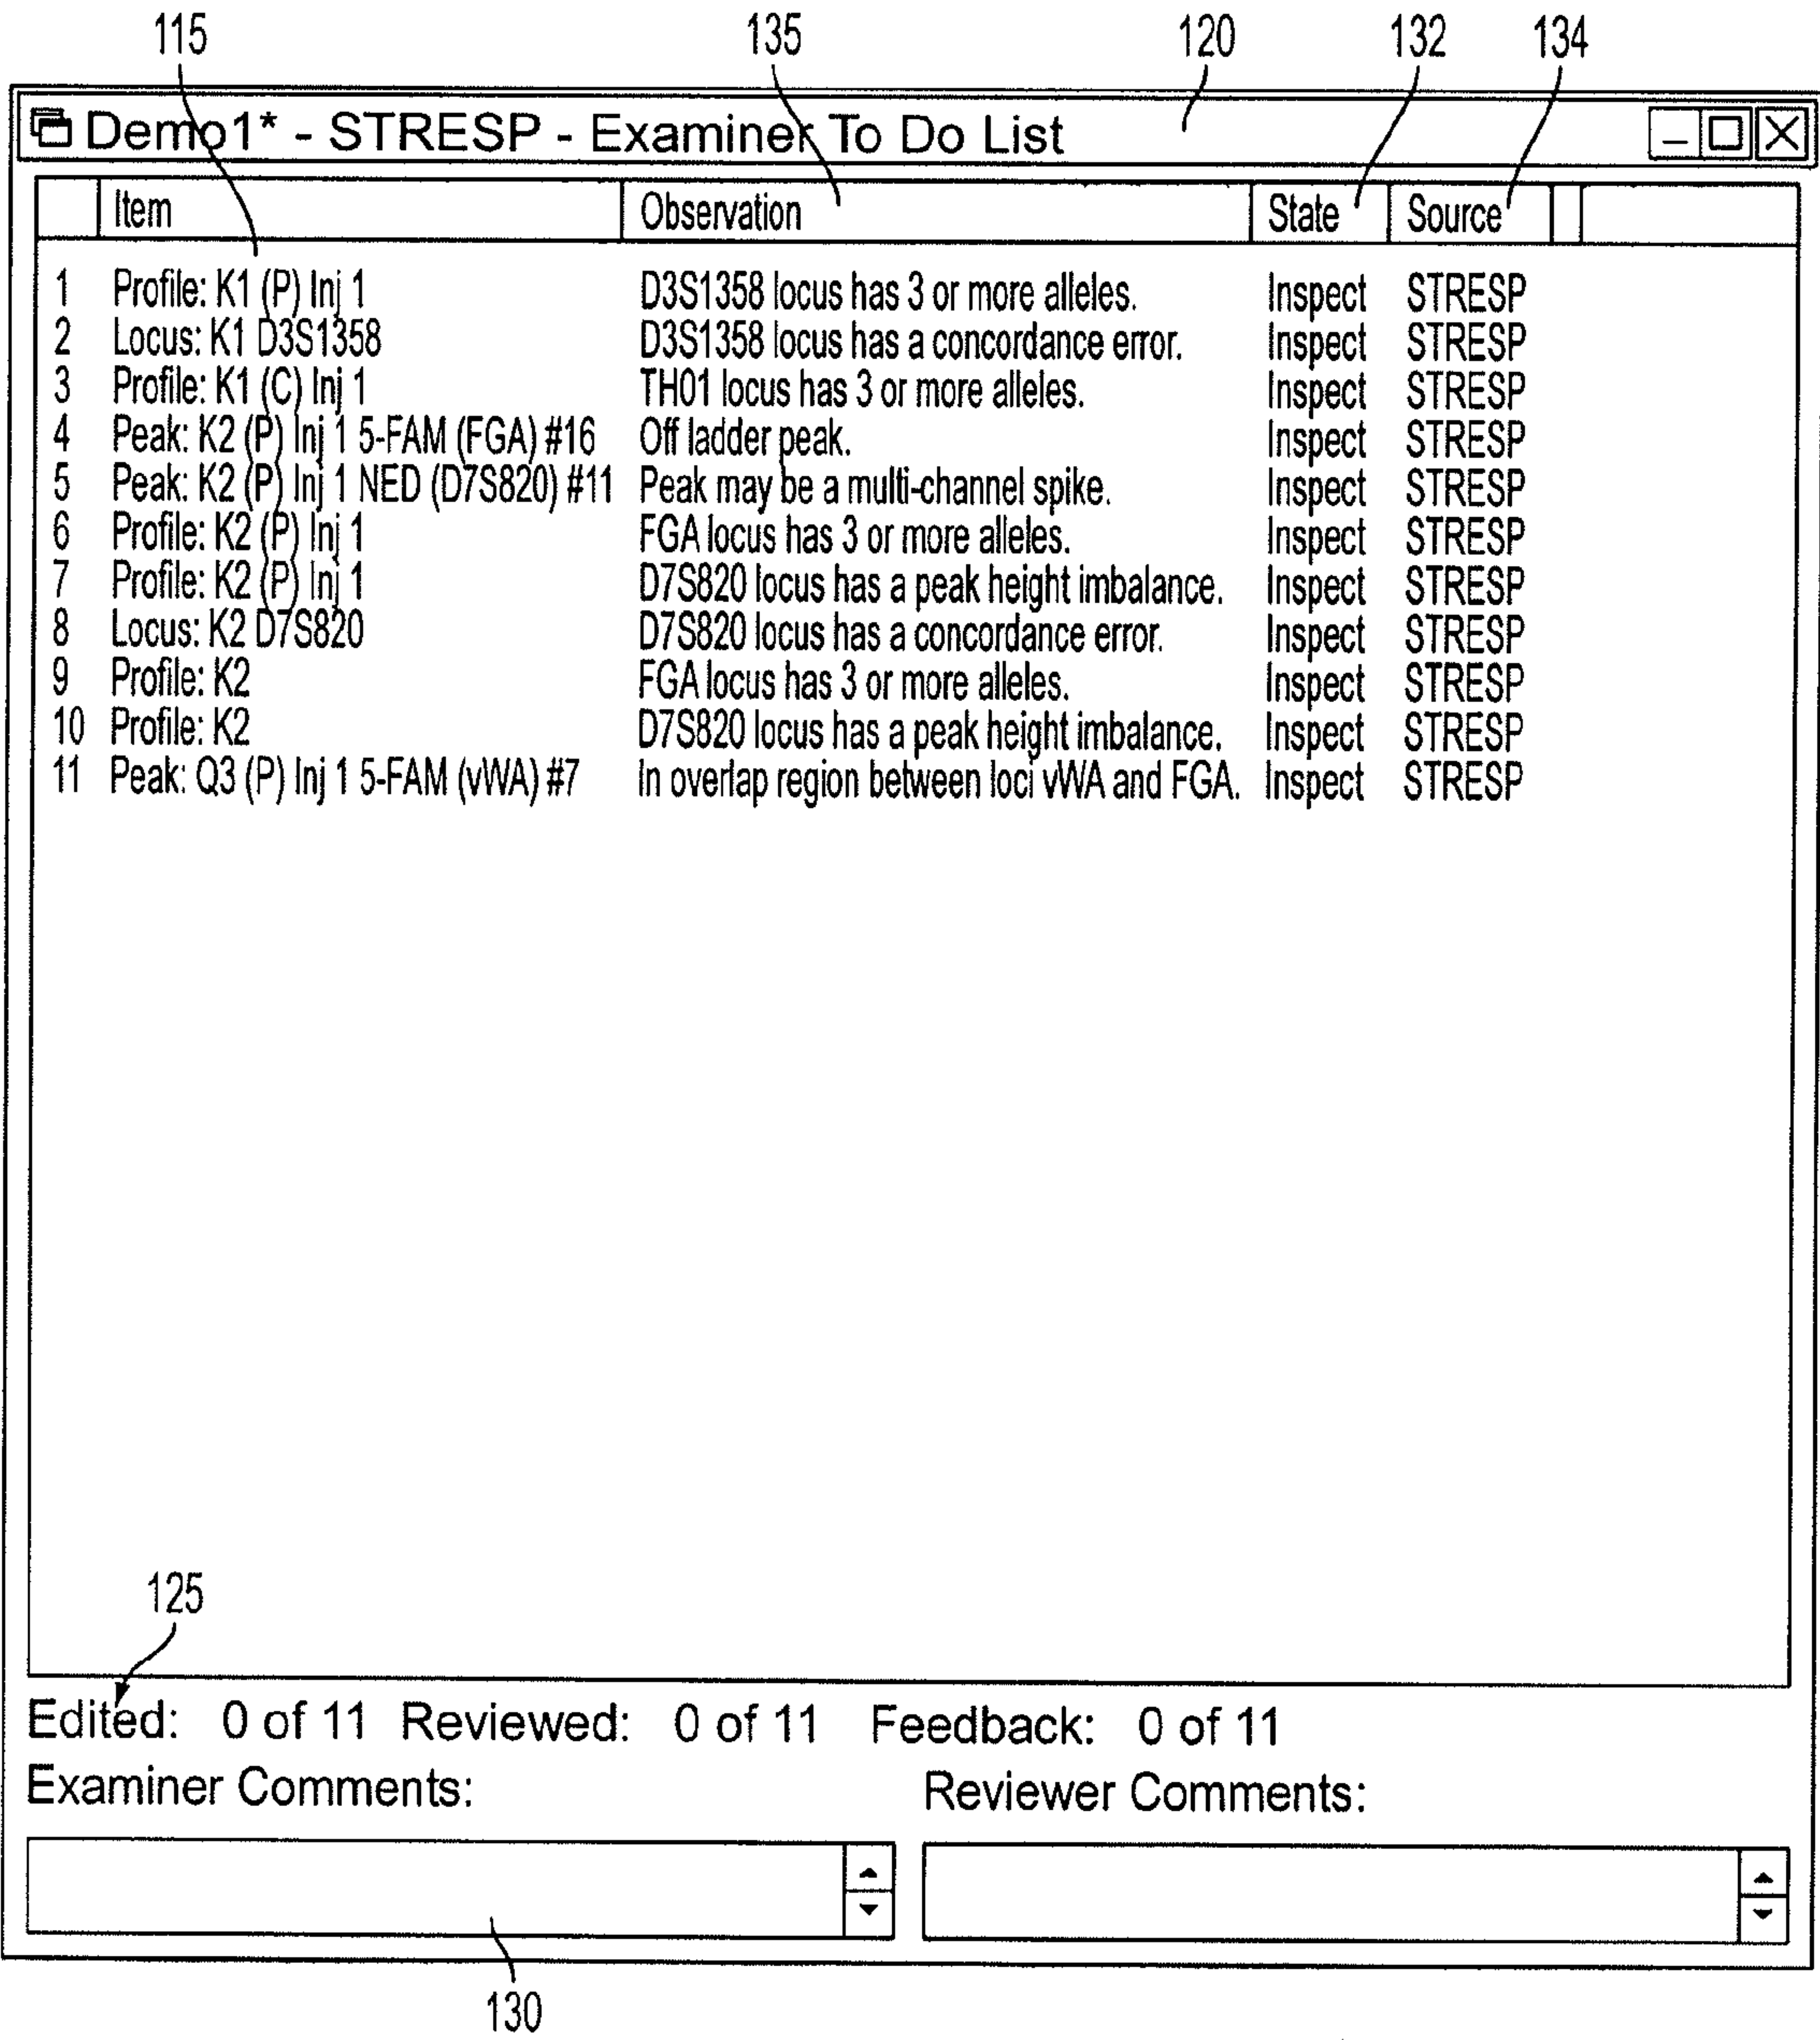 115 135 120 132 134
Demo1* - STRESP - Examiner To Do List
Item Observation State Source
1 Profile: K1 (P) Inj 1 D3S1358 locus has 3 or more alleles. Inspect STRESP
2 Locus: K1 D3S1358 D3S1358 locus has a concordance error. Inspect STRESP
3 Profile: K1 (C) Inj 1 TH01 locus has 3 or more alleles. Inspect STRESP
4 Peak: K2 (P) Inj 1 5-FAM (FGA) #16 Off ladder peak. Inspect STRESP
5 Peak: K2 (P) Inj 1 NED (D7S820) #11 Peak may be a multi-channel spike. Inspect STRESP
6 Profile: K2 (P) Inj 1 FGA locus has 3 or more alleles. Inspect STRESP
7 Profile: K2 (P) Inj 1 D7S820 locus has a peak height imbalance. Inspect STRESP
8 Locus: K2 D7S820 D7S820 locus has a concordance error. Inspect STRESP
9 Profile: K2 FGA locus has 3 or more alleles. Inspect STRESP
10 Profile: K2 D7S820 locus has a peak height imbalance. Inspect STRESP
11 Peak: Q3 (P) Inj 1 5-FAM (vWA) #7 In overlap region between loci vWA and FGA. Inspect STRESP
125
Edited: 0 of 11 Reviewed: 0 of 11 Feedback: 0 of 11
Examiner Comments: Reviewer Comments:
130